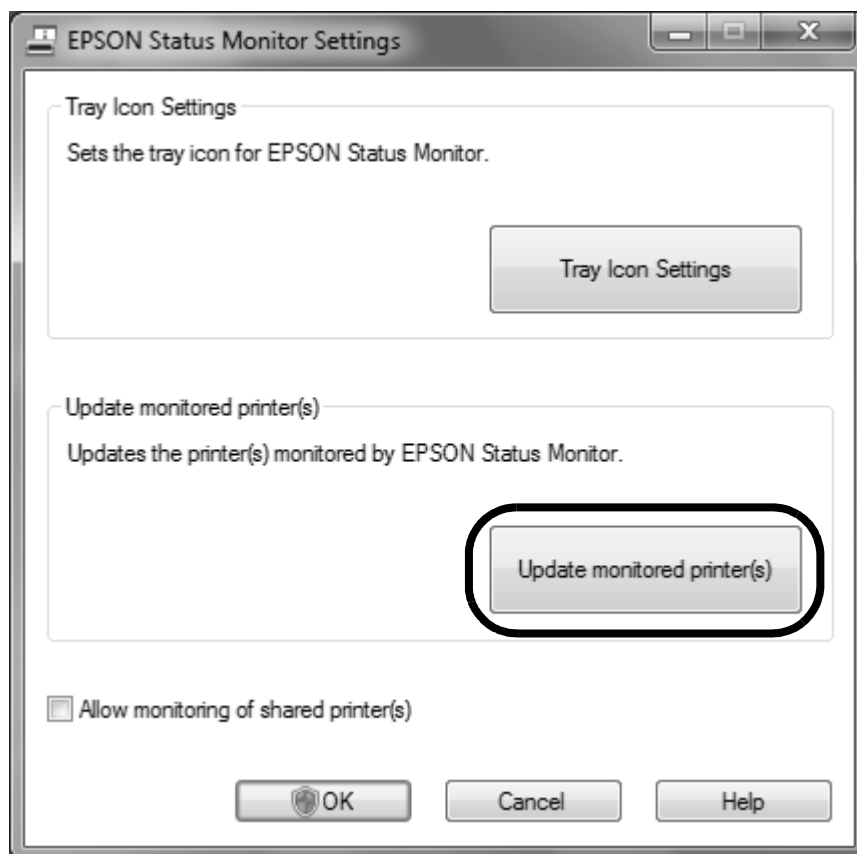 EPSON Status Monitor Settings
Tray Icon Settings
Sets the tray icon for EPSON Status Monitor.
Tray Icon Settings
Update monitored printer(s)
Updates the printer(s) monitored by EPSON Status Monitor.
Update monitored printer(s)
Allow monitoring of shared printer(s)
OK Cancel Help